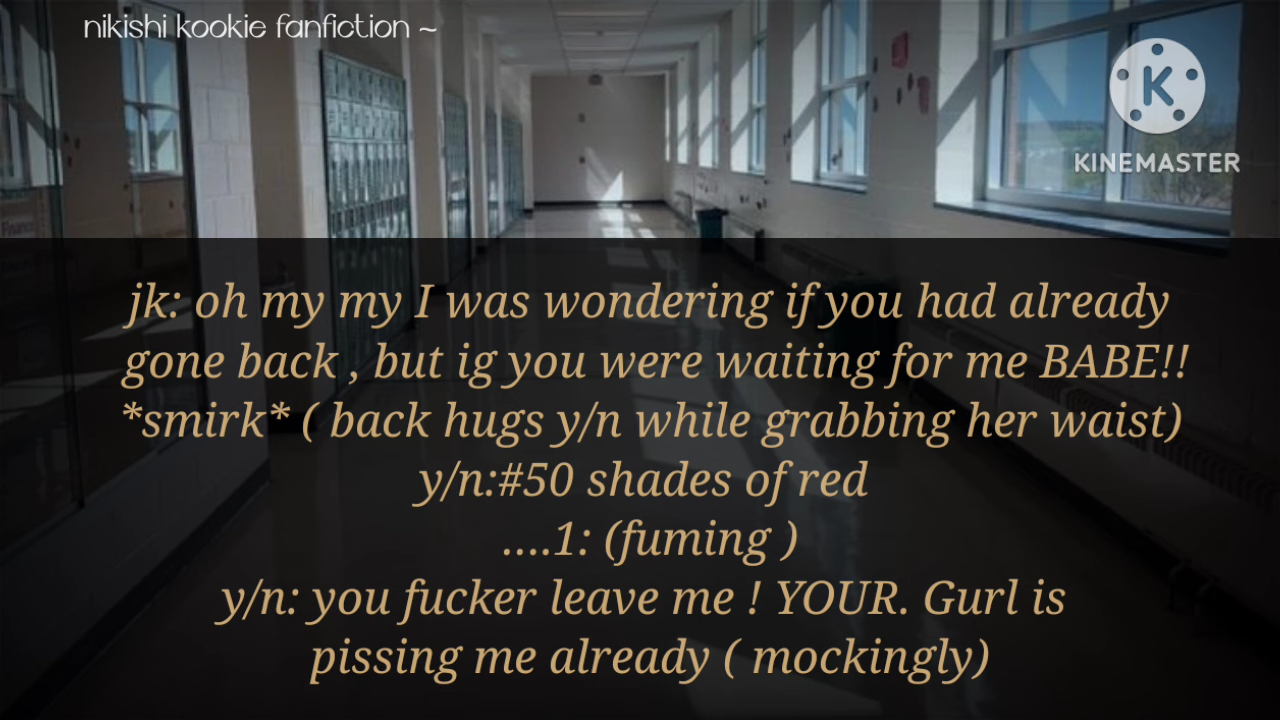 nikishi kookie fanfiction ~
KINEMASTER
jk: oh my my I was wondering if you had already
gone back , but ig you were waiting for me BABE!!
*smirk* ( back hugs y/n while grabbing her waist)
y/n:#50 shades of red
....1: (fuming )
y/n: you fucker leave me ! YOUR. Gurl is
pissing me already ( mockingly)